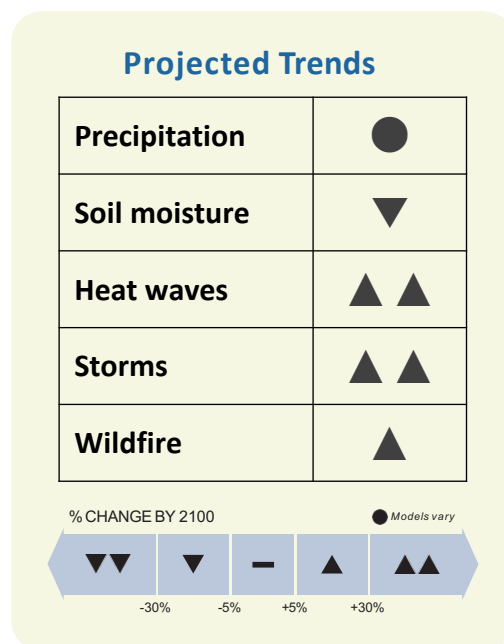 Projected Trends
Precipitation
Soil moisture
Heat waves
Storms
Wildfire
% CHANGE BY 2100
Models vary
-30% -5% +5% +30%